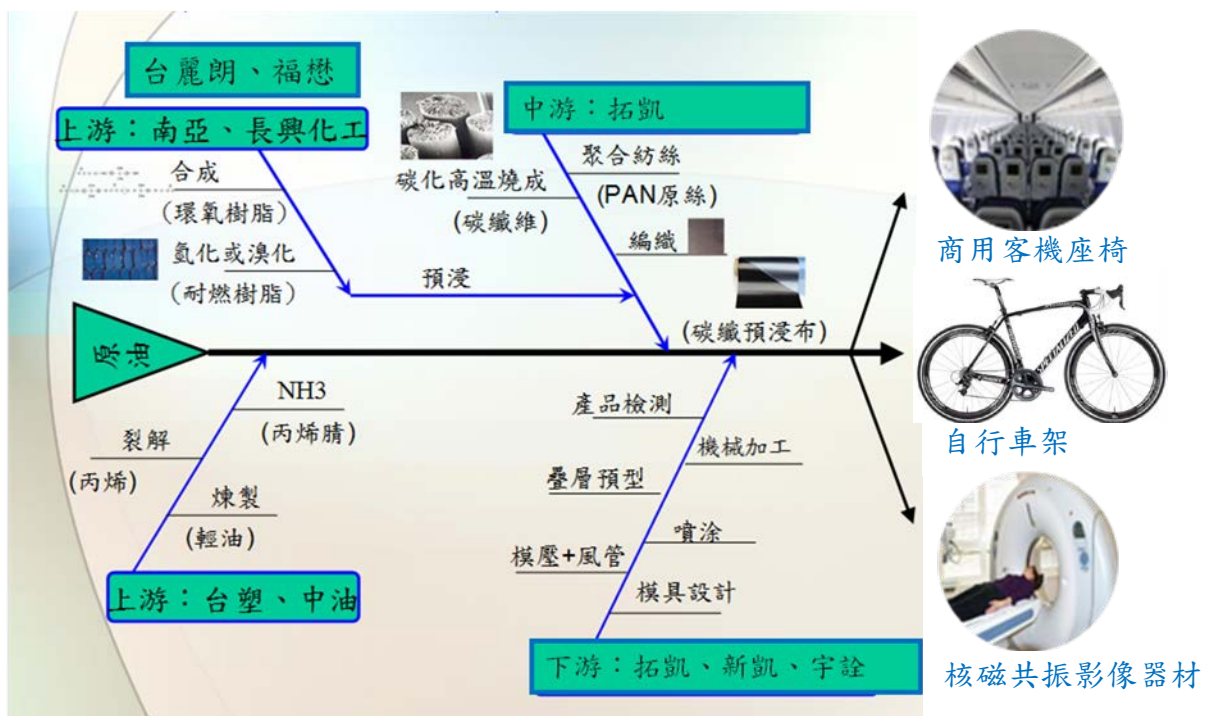 台麗朗、福懋
上游：南亞、長興化工
合成
(環氧樹脂)
氫化或溴化
(耐燃樹脂)
預浸
中游：拓凱
聚合紡絲
(PAN原絲)
碳化高溫燒成
(碳纖維)
編織
(碳纖預浸布)
原油
NH3
(丙烯腈)
裂解
(丙烯)
煉製
(輕油)
上游：台塑、中油
產品檢測
機械加工
疊層預型
噴涂
模壓+風管
模具設計
下游：拓凱、新凱、宇詮
商用客機座椅
SPECIALIZED
自行車架
核磁共振影像器材